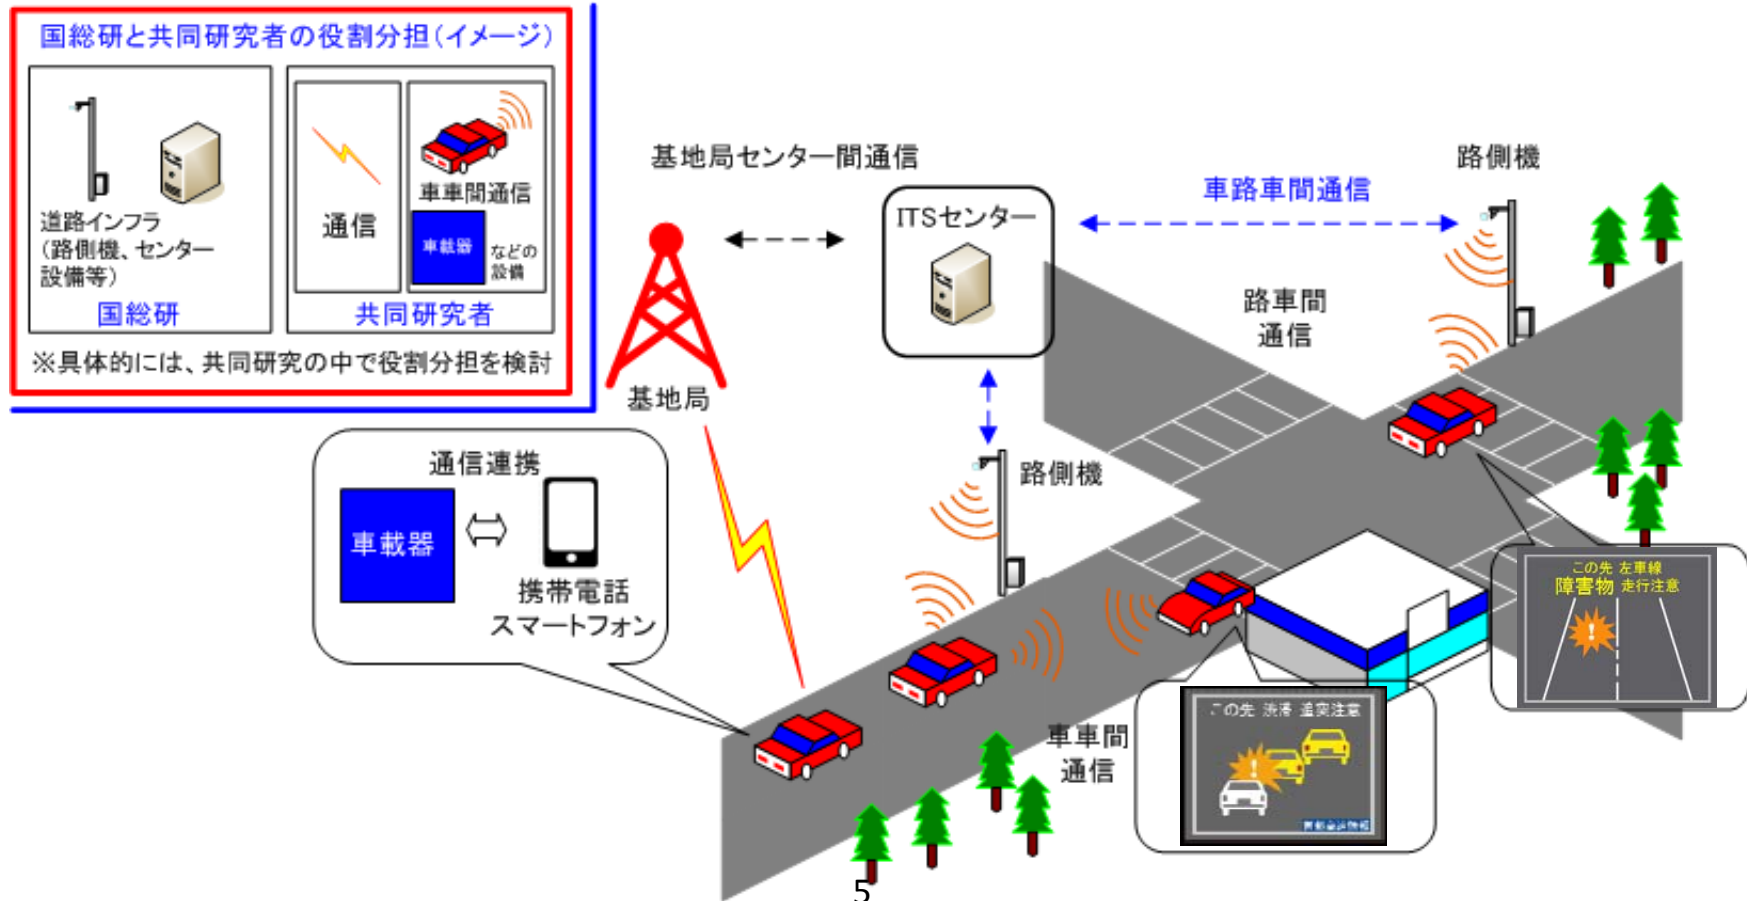 国総研と共同研究者の役割分担(イメージ)
道路インフラ
(路側機、センター
設備等)
国総研
通信
車車間通信
車載器
などの
設備
共同研究者
※具体的には、共同研究の中で役割分担を検討
基地局センター間通信
ITSセンター
車路車間通信
路側機
路車間
通信
基地局
通信連携
車載器
携帯電話
スマートフォン
路側機
この先 左車線
障害物 走行注意
!
車車間
通信
この先 渋滞 追突注意
!
5